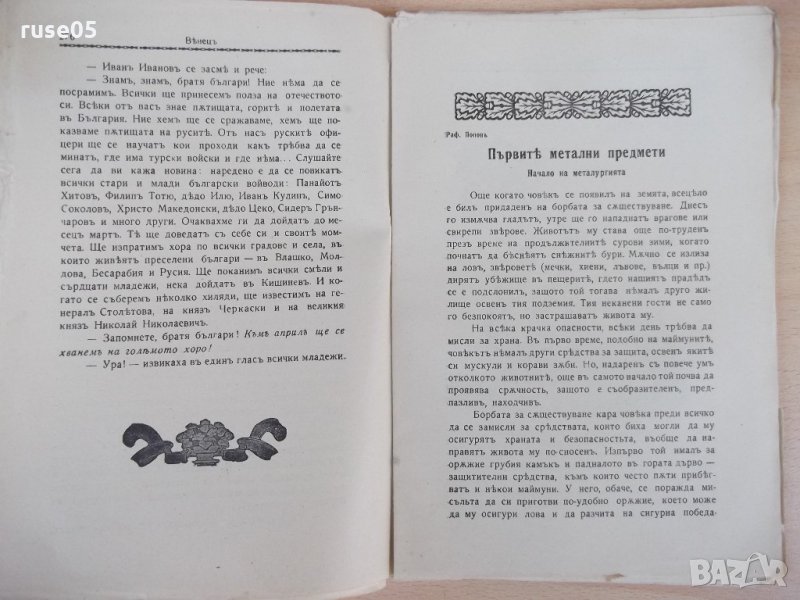 ruse05
Вѣнецъ
— Иванъ Ивановъ се засмѣ и рече:
— Знамъ, знамъ, братя българи! Ние нѣма да се
посрамимъ. Всички ще принесемъ полза на отечеството-
си. Всѣки отъ васъ знае пѫтищата, горитѣ и полетата
въ България. Ние хемъ ще се сражаваме, хемъ ще по-
казваме пѫтищата на руситѣ. Отъ насъ рускитѣ офи-
цери ще се научатъ кои проходи какъ трѣбва да се
минатъ, где има турски войски и где нѣма... Слушайте
сега да ви кажа новина: наредено е да се повикатъ
всички стари и млади български войводи: Панайотъ
Хитовъ, Филипъ Тотю, дѣдо Илю, Иванъ Кулинъ, Симо
Соколовъ, Христо Македонски, дѣдо Цеко, Сидеръ Грън-
чаровъ и много други. Очаквахме ги да дойдатъ до ме-
сецъ мартъ. Тѣ ще доведатъ съ себе си и своитѣ мом-
чета. Ще изпратимъ хора по всички градове и села, въ
които живѣятъ преселени българи — въ Влашко, Мол-
дова, Бесарабия и Русия. Ще поканимъ всички смѣли и
сърдцати младежи, нека дойдатъ въ Кишиневъ. И ко-
гато се съберемъ нѣколко хиляди, ще известимъ на ге-
нералъ Столѣтова, на князъ Черкаски и на великия
князъ Николай Николаевичъ.
— Запомнете, братя българи! Къмъ априлъ ще се
хванемъ на голѣмото хоро!
— Ура! — извикаха въ единъ гласъ всички младежи.
Раф. Поповъ
Първитѣ метални предмети
Начало на металургията
Още когато човѣкъ се появилъ на земята, всецѣло
е билъ придаденъ на борбата за сѫществуване. Днесъ
го измѫчва гладътъ, утре ще го нападнатъ врагове или
свирепи звѣрове. Животътъ му става още по-труденъ
презъ време на продължителнитѣ сурови зими, когато
почнатъ да бѣснѣятъ снѣжнитѣ бури. Мѫчно се излиза
на ловъ, звѣроветѣ (мечки, хиени, лъвове, вълци и пр.)
дирятъ убѣжище въ пещеритѣ, гдето нашиятъ прадѣдъ
се е подслонилъ, защото той тогава нѣмалъ друго жи-
лище освенъ тия подземия. Тия неканени гости не само
го безпокоятъ, но застрашаватъ живота му.
На всѣка крачка опасности, всѣки день трѣбва да
мисли за храна. Въ първо време, подобно на маймунитѣ,
човѣкътъ нѣмалъ други срѣдства за защита, освенъ якитѣ
си мускули и корави зѫби. Но, надаренъ съ повече умъ
отколкото животнитѣ, още въ самото начало той почва да
проявява срѫчность, защото е съобразителенъ, пред-
пазливъ, находчивъ.
Борбата за сѫществуване кара човѣка преди всичко
да се замисли за срѣдствата, които биха могли да му
осигурятъ храната и безопасностьта, въобще да на-
правятъ живота му по-сносенъ. Изпърво той ималъ за
орѫжие грубия камъкъ и падналото въ гората дърво —
защитителни срѣдства, къмъ които често пѫти прибѣг-
ватъ и нѣкои маймуни. У него, обаче, се поражда ми-
съльта да си приготви по-удобно орѫжие, което може
да му осигури лова и да разчита на сигурна победа-
BAZAR